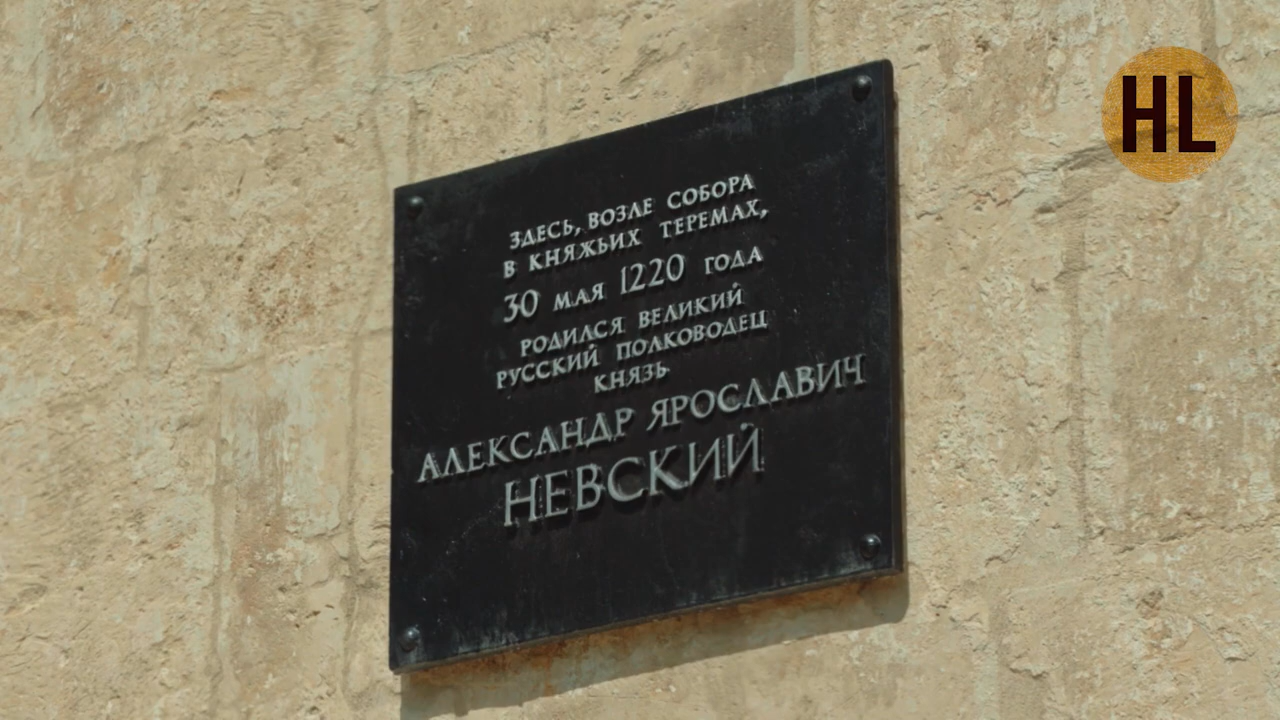 HL
ЗДЕСЬ, ВОЗЛЕ СОБОРА
В КНЯЖЬИХ ТЕРЕМАХ,
30 МАЯ 1220 ГОДА
РОДИЛСЯ ВЕЛИКИЙ
РУССКИЙ ПОЛКОВОДЕЦ
КНЯЗЬ
АЛЕКСАНДР ЯРОСЛАВИЧ
НЕВСКИЙ